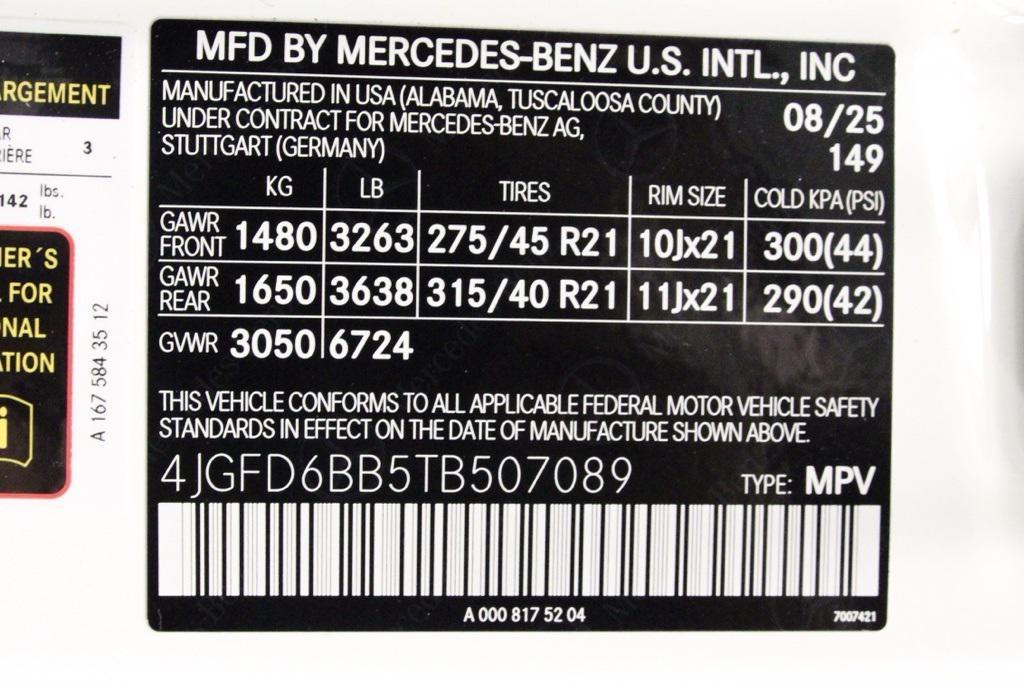 MFD BY MERCEDES-BENZ U.S. INTL., INC
MANUFACTURED IN USA (ALABAMA, TUSCALOOSA COUNTY)
UNDER CONTRACT FOR MERCEDES-BENZ AG,
STUTTGART (GERMANY)
08/25
149
KG LB TIRES RIM SIZE COLD KPA (PSI)
GAWR FRONT 1480 3263 275/45 R21 10Jx21 300(44)
GAWR REAR 1650 3638 315/40 R21 11Jx21 290(42)
GVWR 3050 6724
THIS VEHICLE CONFORMS TO ALL APPLICABLE FEDERAL MOTOR VEHICLE SAFETY
STANDARDS IN EFFECT ON THE DATE OF MANUFACTURE SHOWN ABOVE.
4JGFD6BB5TB507089 TYPE: MPV
A 000 817 52 04 7007421
ARGEMENT
R
IÈRE 3
142 lbs.
lb.
ER´S
FOR
ONAL
ATION
i
A 167 584 35 12